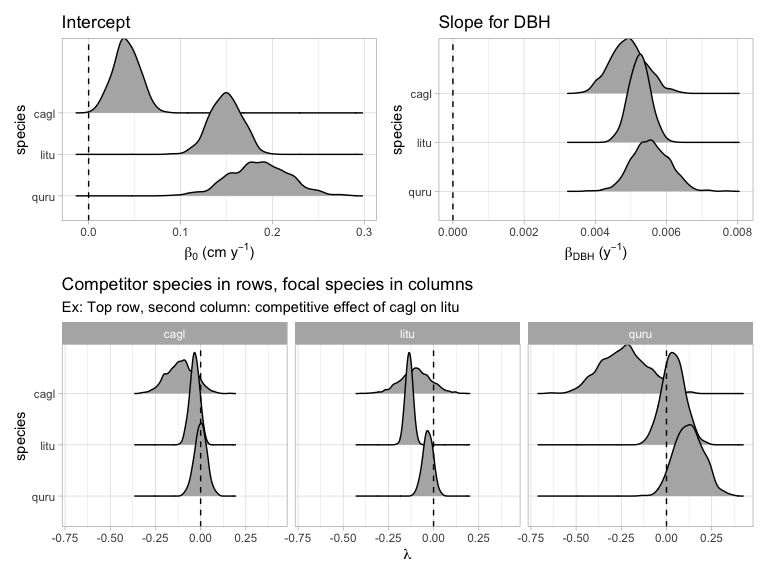 Intercept
species
cagl
litu
quru
0.0 0.1 0.2 0.3
β₀ (cm y⁻¹)
Slope for DBH
species
cagl
litu
quru
0.000 0.002 0.004 0.006 0.008
β_DBH (y⁻¹)
Competitor species in rows, focal species in columns
Ex: Top row, second column: competitive effect of cagl on litu
cagl litu quru
species
cagl
litu
quru
-0.75 -0.50 -0.25 0.00 0.25 -0.75 -0.50 -0.25 0.00 0.25 -0.75 -0.50 -0.25 0.00 0.25
λ